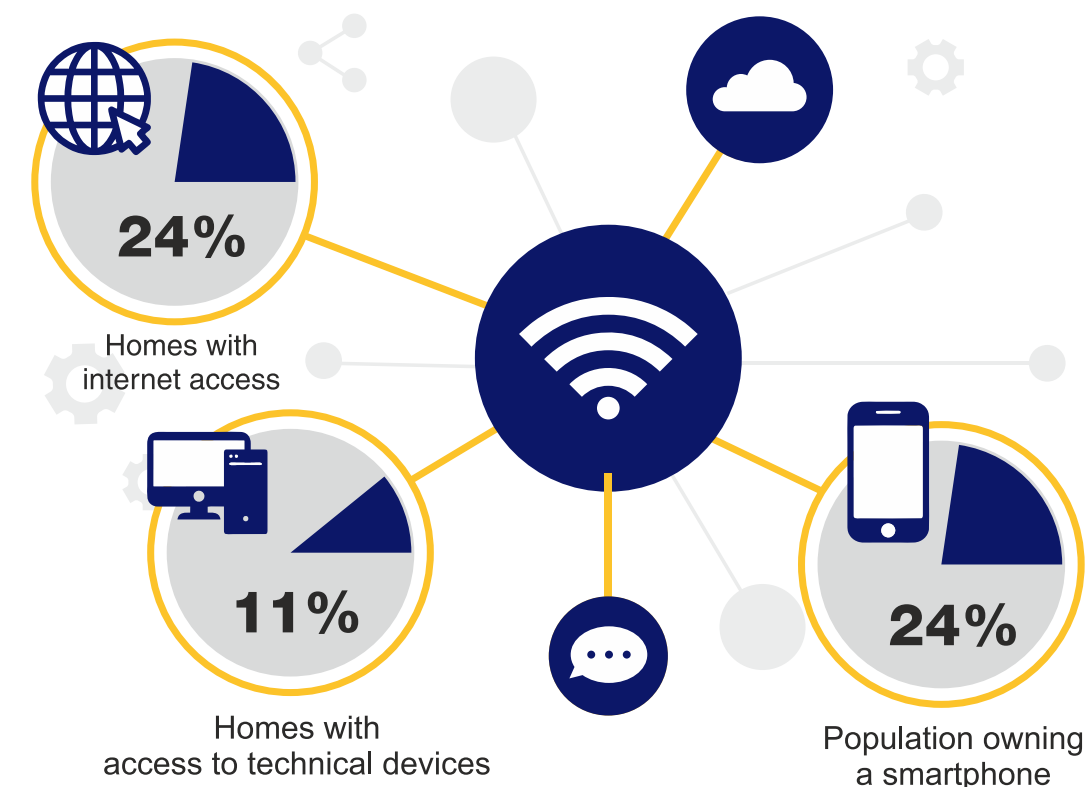 24%
Homes with
internet access
11%
Homes with
access to technical devices
24%
Population owning
a smartphone